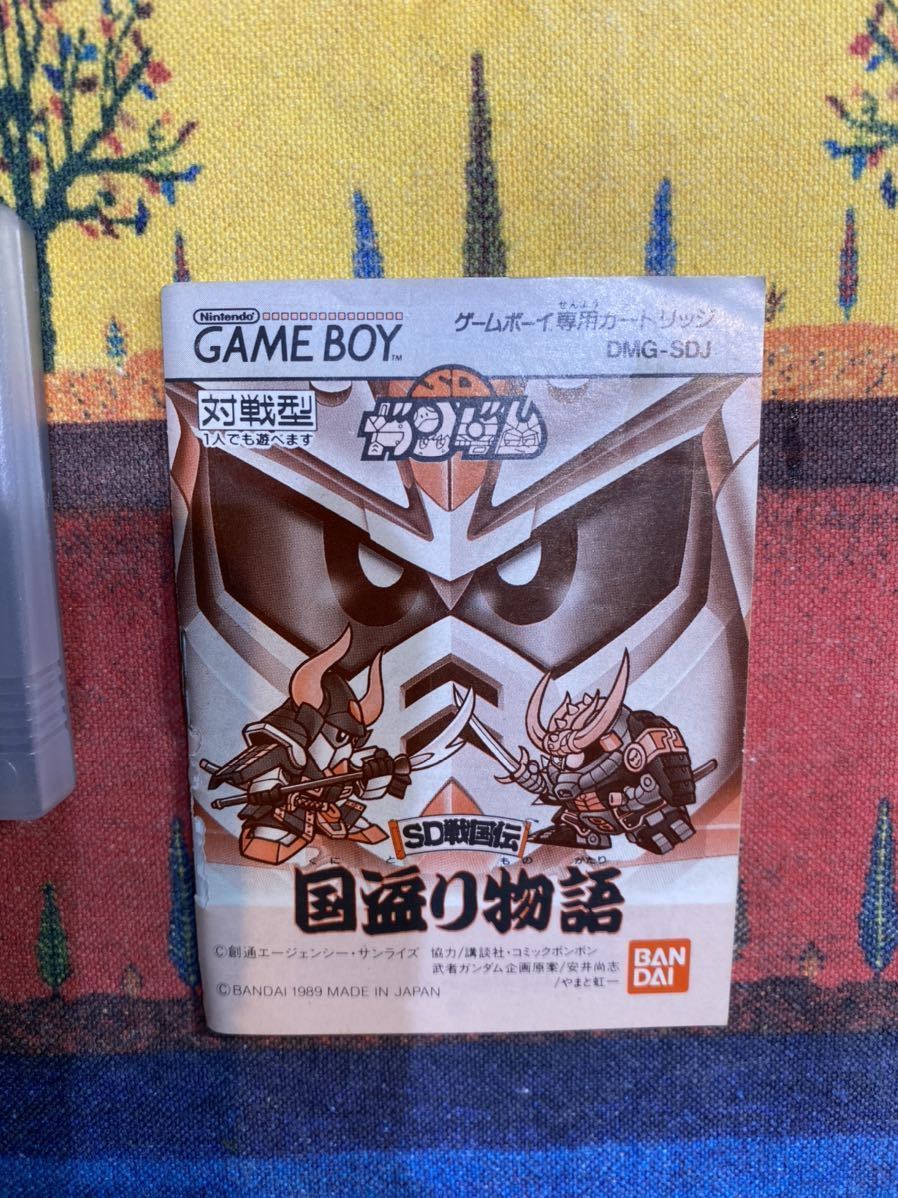 Nintendo
GAME BOY™
せんよう
ゲームボーイ専用カートリッジ
DMG-SDJ
対戦型
1人でも遊べます
SD
ガンダム
SD戦国伝
くに と もの がたり
国盗り物語
©創通エージェンシー・サンライズ 協力/講談社・コミックボンボン
武者ガンダム企画原案/安井尚志
/やまと虹一
©BANDAI 1989 MADE IN JAPAN
BAN
DAI